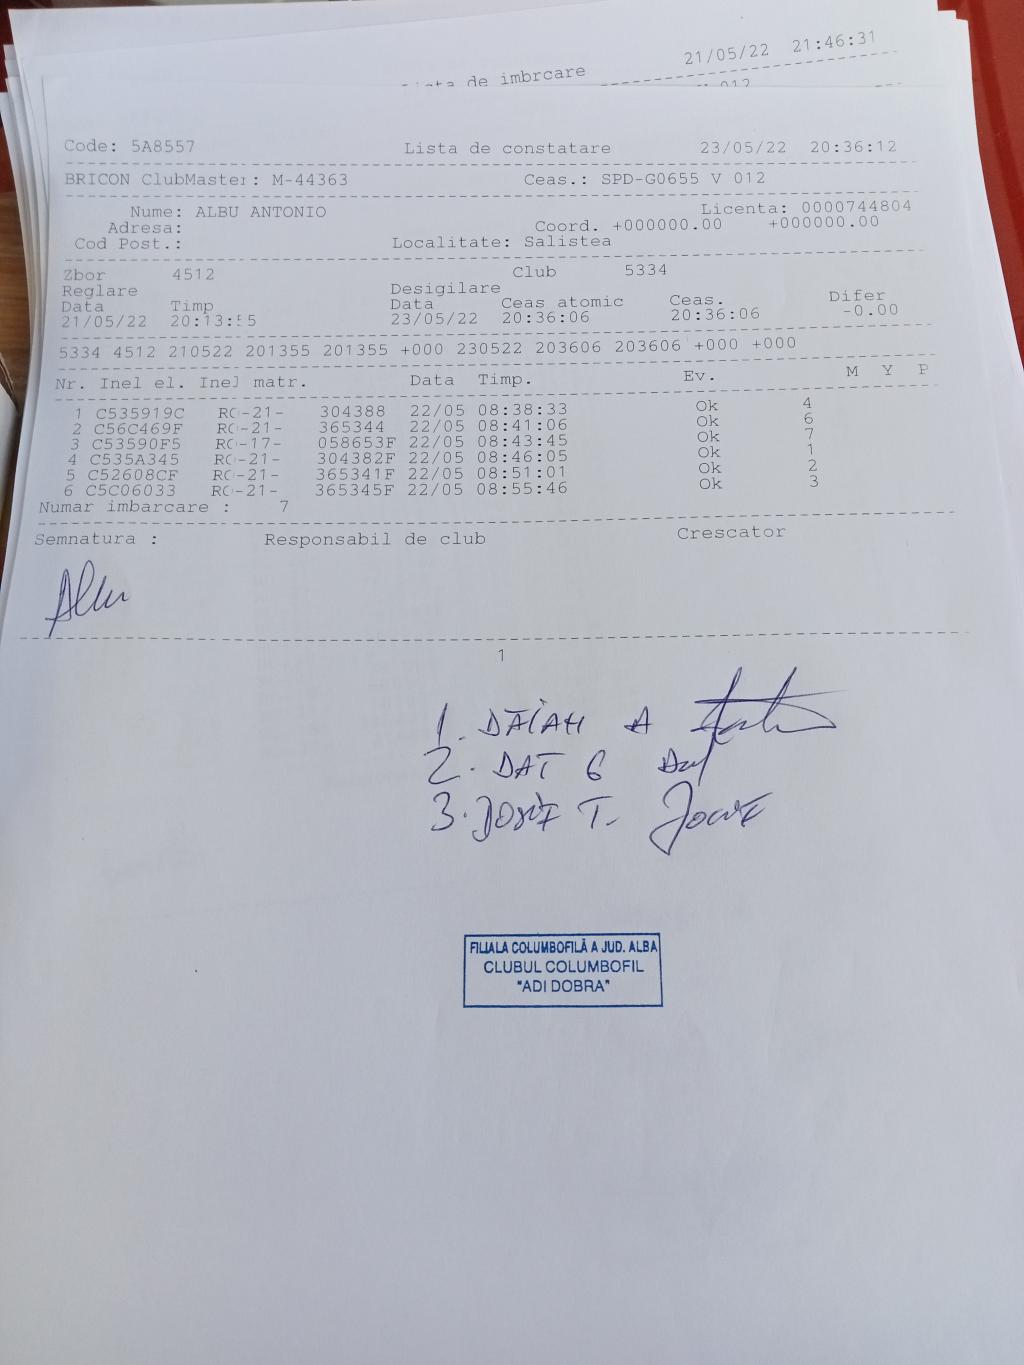 21/05/22 21:46:31
de imbrcare
012
Code: 5A8557 Lista de constatare 23/05/22 20:36:12
BRICON ClubMaster: M-44363 Ceas.: SPD-G0655 V 012
Nume: ALBU ANTONIO Licenta: 0000744804
Adresa: Coord. +000000.00 +000000.00
Cod Post.: Localitate: Salistea
Zbor 4512 Club 5334
Reglare Desigilare
Data Timp Data Ceas atomic Ceas. Difer
21/05/22 20:13:55 23/05/22 20:36:06 20:36:06 -0.00
5334 4512 210522 201355 201355 +000 230522 203606 203606 +000 +000
Nr. Inel el. Inel matr. Data Timp. Ev. M Y P
1 C535919C RO-21- 304388 22/05 08:38:33 Ok 4
2 C56C469F RO-21- 365344 22/05 08:41:06 Ok 6
3 C53590F5 RO-17- 058653F 22/05 08:43:45 Ok 7
4 C535A345 RO-21- 304382F 22/05 08:46:05 Ok 1
5 C52608CF RO-21- 365341F 22/05 08:51:01 Ok 2
6 C5C06033 RO-21- 365345F 22/05 08:55:46 Ok 3
Numar imbarcare : 7
Semnatura : Responsabil de club Crescator
1
1. A
2. DAT G
3. T.
FILIALA COLUMBOFILĂ A JUD. ALBA
CLUBUL COLUMBOFIL
"ADI DOBRA"